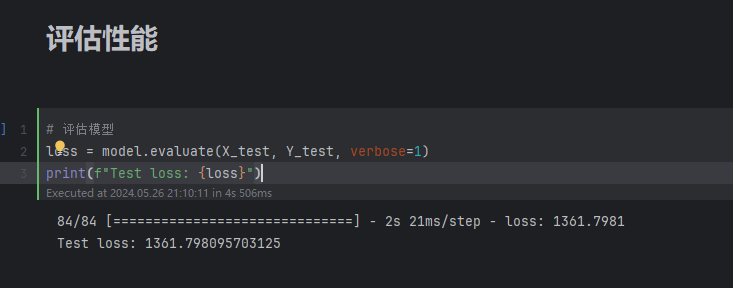 评估性能
]
1 # 评估模型
2 loss = model.evaluate(X_test, Y_test, verbose=1)
3 print(f"Test loss: {loss}")
Executed at 2024.05.26 21:10:11 in 4s 506ms
84/84 [==============================] - 2s 21ms/step - loss: 1361.7981
Test loss: 1361.798095703125